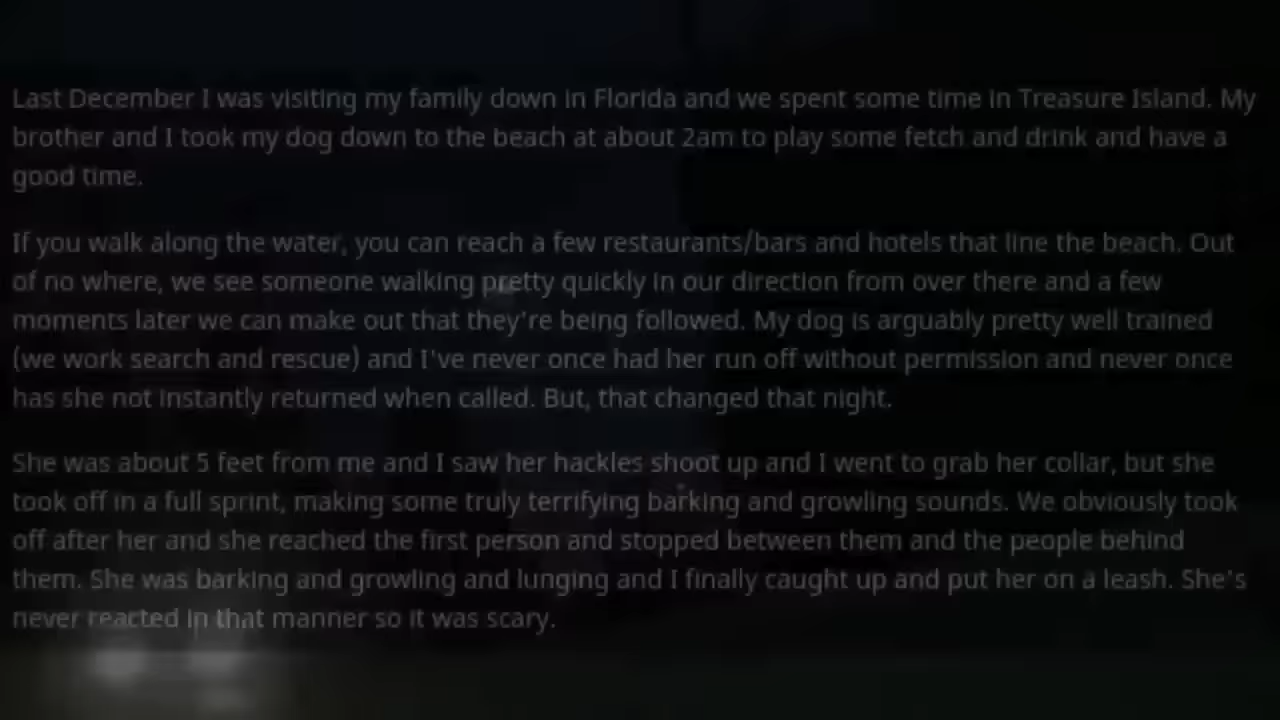 Last December I was visiting my family down in Florida and we spent some time in Treasure Island. My
brother and I took my dog down to the beach at about 2am to play some fetch and drink and have a
good time.
If you walk along the water, you can reach a few restaurants/bars and hotels that line the beach. Out
of no where, we see someone walking pretty quickly in our direction from over there and a few
moments later we can make out that they're being followed. My dog is arguably pretty well trained
(we work search and rescue) and I've never once had her run off without permission and never once
has she not instantly returned when called. But, that changed that night.
She was about 5 feet from me and I saw her hackles shoot up and I went to grab her collar, but she
took off in a full sprint, making some truly terrifying barking and growling sounds. We obviously took
off after her and she reached the first person and stopped between them and the people behind
them. She was barking and growling and lunging and I finally caught up and put her on a leash. She's
never reacted in that manner so it was scary.